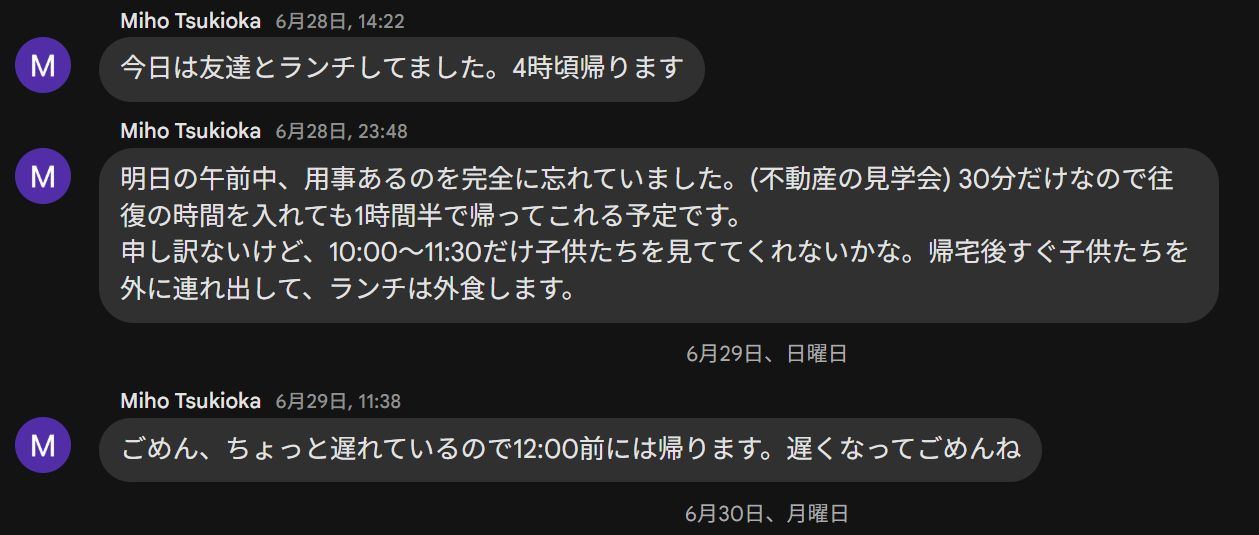 Miho Tsukioka 6月28日, 14:22
M
今日は友達とランチしてました。4時頃帰ります
Miho Tsukioka 6月28日, 23:48
M
明日の午前中、用事あるのを完全に忘れていました。(不動産の見学会) 30分だけなので往
復の時間を入れても1時間半で帰ってこれる予定です。
申し訳ないけど、10:00〜11:30だけ子供たちを見ててくれないかな。帰宅後すぐ子供たちを
外に連れ出して、ランチは外食します。
6月29日、日曜日
Miho Tsukioka 6月29日, 11:38
M
ごめん、ちょっと遅れているので12:00前には帰ります。遅くなってごめんね
6月30日、月曜日